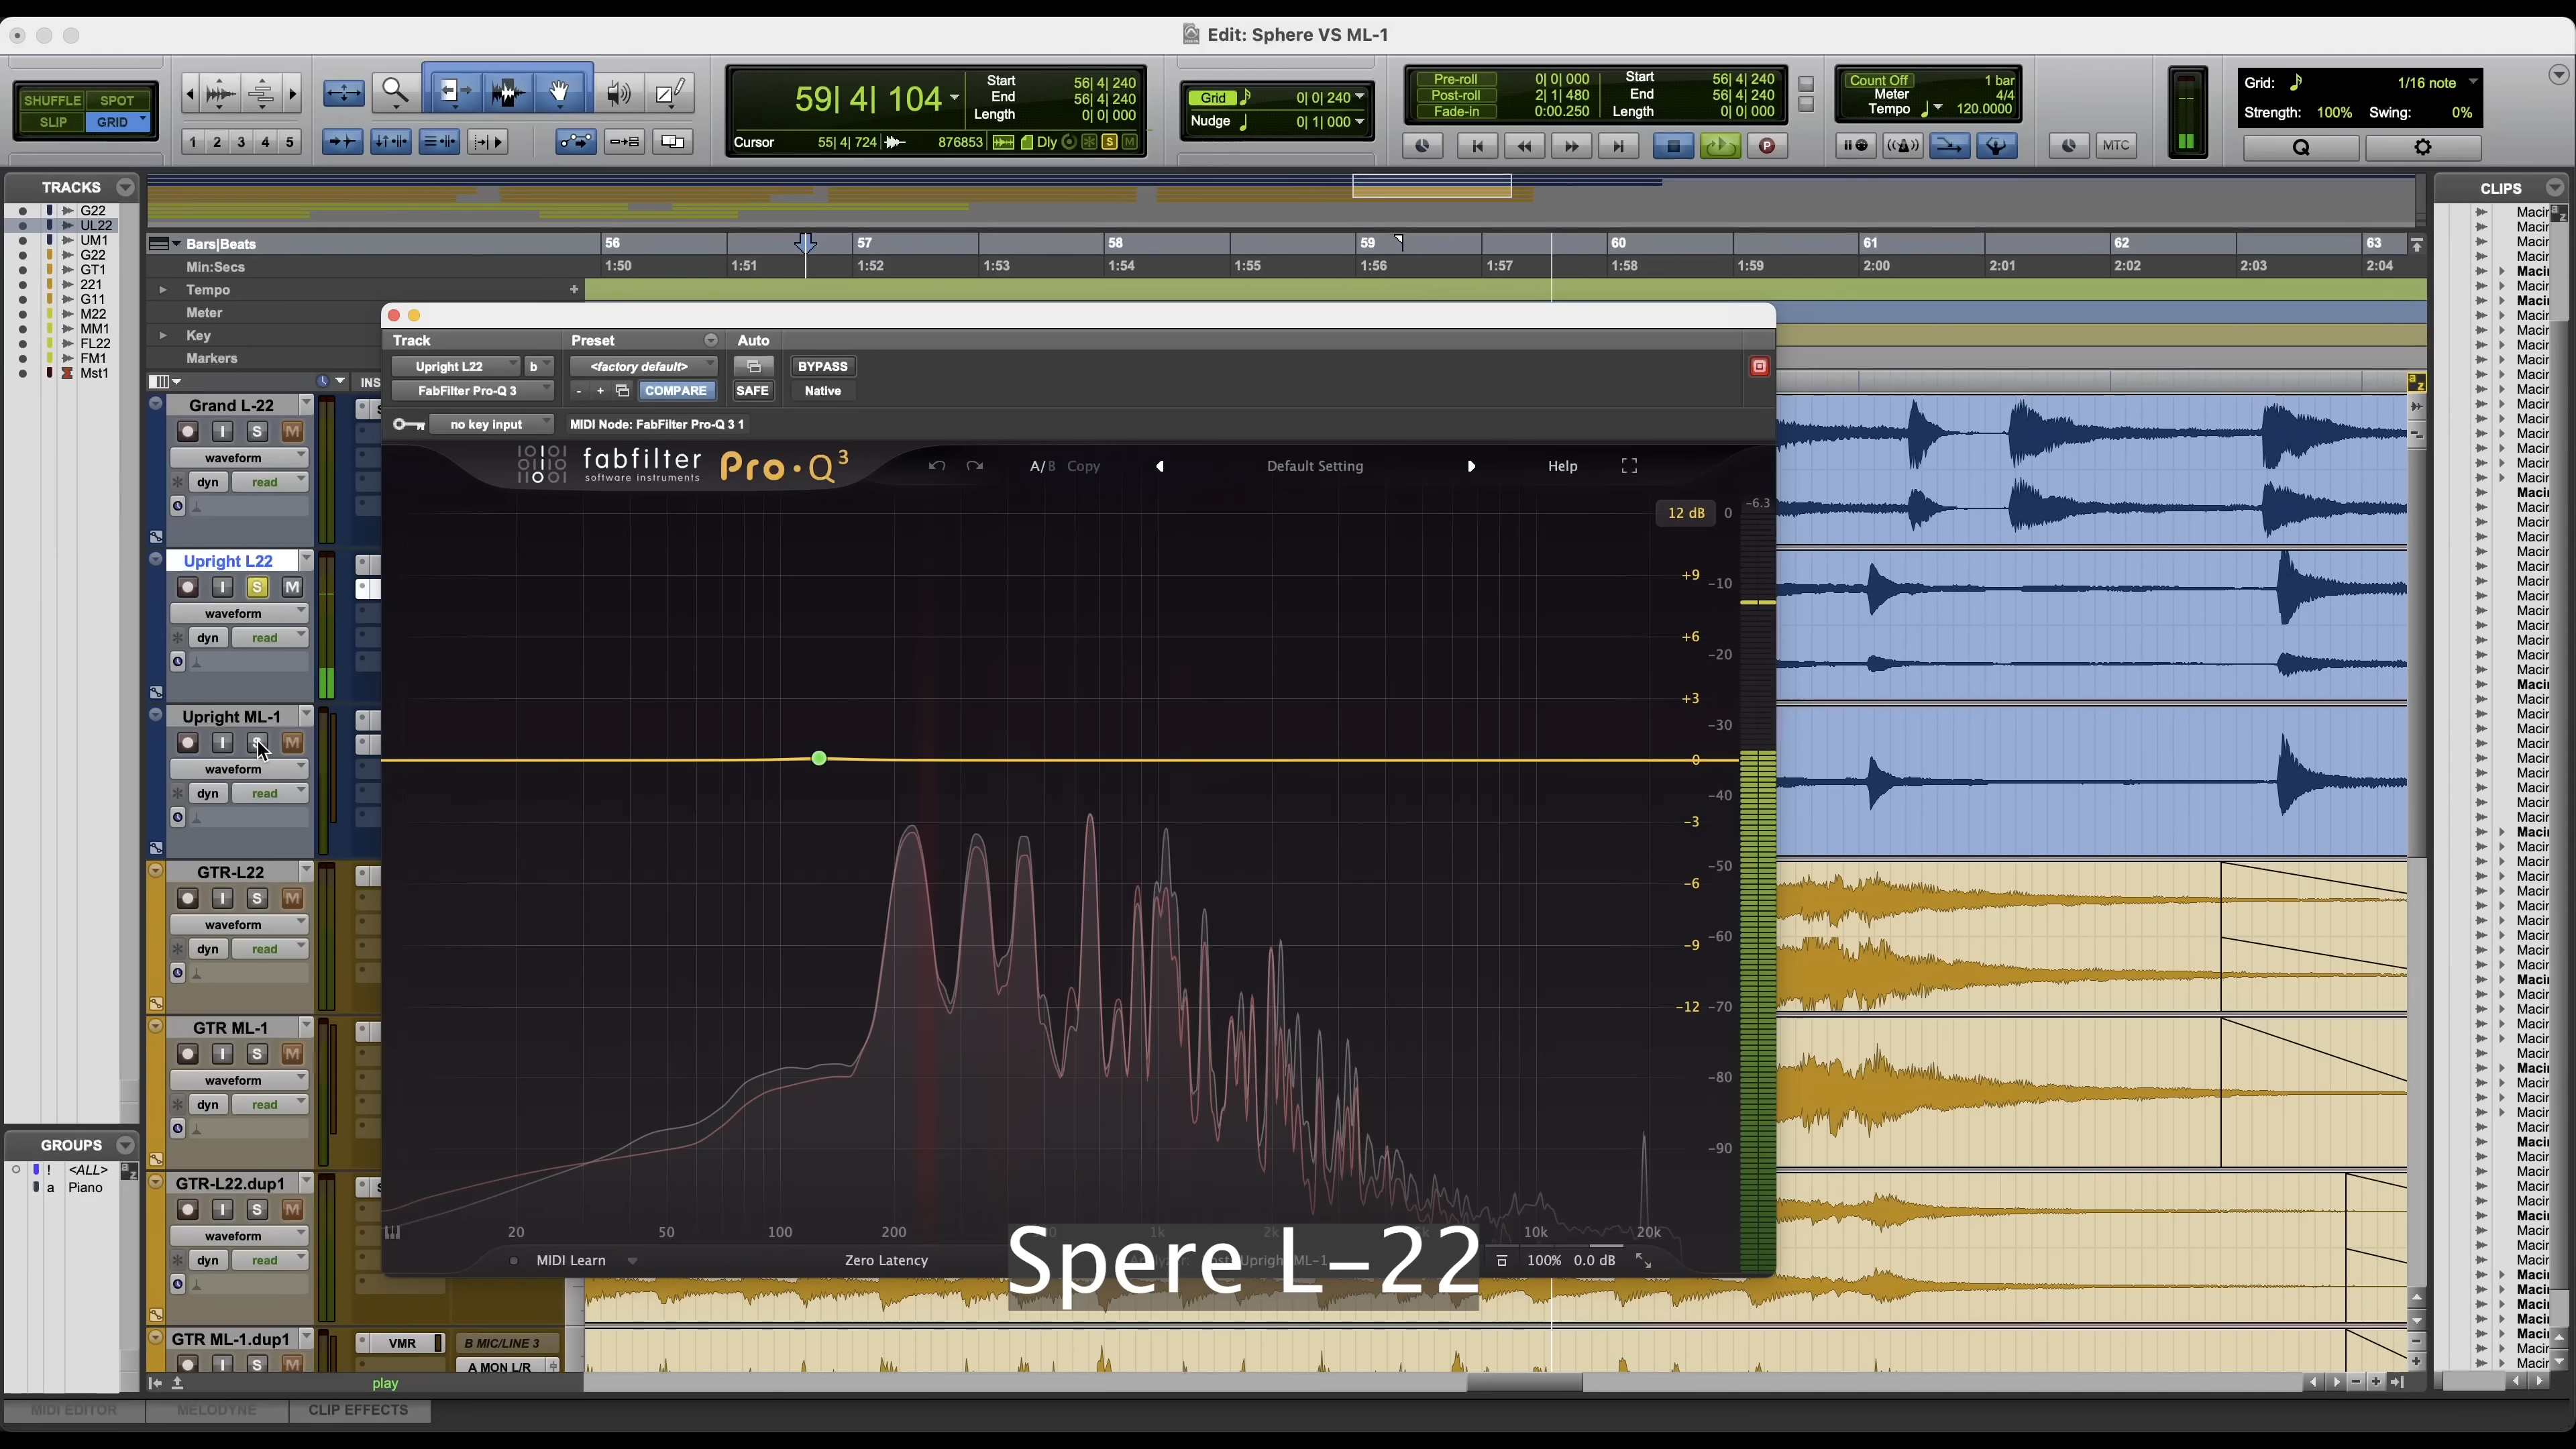 Edit: Sphere VS ML-1
SHUFFLE SPOT
SLIP GRID
1 2 3 4 5
59| 4| 104
Start 56| 4| 240
End 56| 4| 240
Length 0| 0| 000
Cursor 55| 4| 724 876853 Dly S M
Grid 0| 0| 240
Nudge 0| 1| 000
Pre-roll 0| 0| 000
Post-roll 2| 1| 480
Fade-in 0:00.250
Start 56| 4| 240
End 56| 4| 240
Length 0| 0| 000
P
Count Off 1 bar
Meter 4/4
Tempo 120.0000
MTC
Grid: 1/16 note
Strength: 100% Swing: 0%
Q
TRACKS
G22
UL22
UM1
G22
GT1
221
G11
M22
MM1
FL22
FM1
Mst1
GROUPS
! <ALL>
a Piano
Bars|Beats 56 57 58 59 60 61 62 63
Min:Secs 1:50 1:51 1:52 1:53 1:54 1:55 1:56 1:57 1:58 1:59 2:00 2:01 2:02 2:03 2:04
Tempo +
Meter
Key
Markers
INS
Grand L-22
I S M
waveform
dyn read
Upright L22
I S M
waveform
dyn read
Upright ML-1
I S M
waveform
dyn read
GTR-L22
I S M
waveform
dyn read
GTR ML-1
I S M
waveform
dyn read
GTR-L22.dup1
I S M
waveform
dyn read
GTR ML-1.dup1
I S M
VMR B MIC/LINE 3
A MON L/R
play
MIDI EDITOR MELODYNE CLIP EFFECTS
Track Preset Auto
Upright L22 b <factory default> BYPASS
FabFilter Pro-Q 3 - + COMPARE SAFE Native
no key input MIDI Node: FabFilter Pro-Q 3 1
fabfilter
software instruments
Pro·Q3
A/B Copy Default Setting Help
12 dB 0 -6.3
+9 -10
+6 -20
+3 -30
0 -40
-3 -50
-6 -60
-9 -70
-12 -80
-90
20 50 100 200 1k 2k 10k 20k
MIDI Learn Zero Latency Upright ML-1 100% 0.0 dB
Spere L-22
CLIPS
Macin